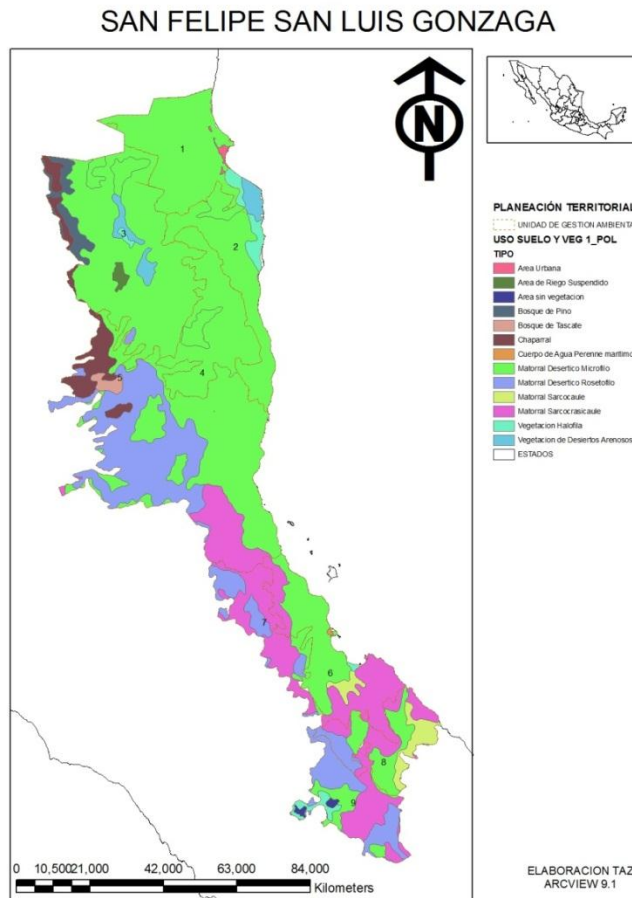 SAN FELIPE SAN LUIS GONZAGA
N
PLANEACIÓN TERRITORIAL
UNIDAD DE GESTION AMBIENTA
USO SUELO Y VEG 1_POL
TIPO
Area Urbana
Area de Riego Suspendido
Area sin vegetacion
Bosque de Pino
Bosque de Tascate
Chaparral
Cuerpo de Agua Perenne maritimo
Matorral Desertico Microfilo
Matorral Desertico Rosetofilo
Matorral Sarcocaule
Matorral Sarcocrasicaule
Vegetacion Halofila
Vegetacion de Desiertos Arenosos
ESTADOS
1
2
3
4
5
6
7
8
9
0 10,50021,000 42,000 63,000 84,000
Kilometers
ELABORACION TAZ
ARCVIEW 9.1